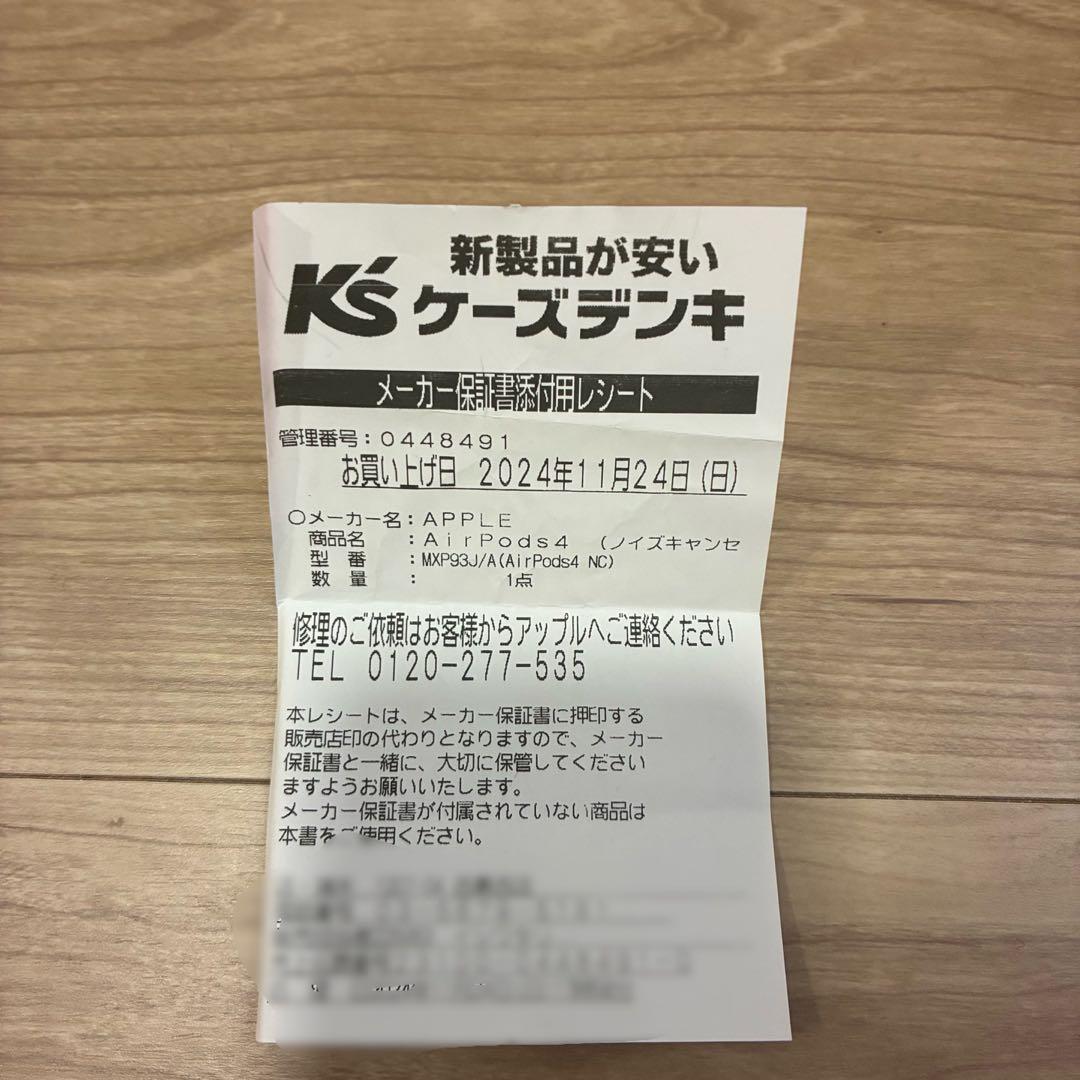 新製品が安い
K's ケーズデンキ
メーカー保証書添付用レシート
管理番号：0448491
お買い上げ日 2024年11月24日(日)
○メーカー名：APPLE
商品名 ：AirPods4 (ノイズキャンセ
型 番 ：MXP93J/A(AirPods4 NC)
数 量 ： 1点
修理のご依頼はお客様からアップルへご連絡ください
TEL 0120-277-535
本レシートは、メーカー保証書に押印する
販売店印の代わりとなりますので、メーカー
保証書と一緒に、大切に保管してください
ますようお願いいたします。
メーカー保証書が付属されていない商品は
本書をご使用ください。